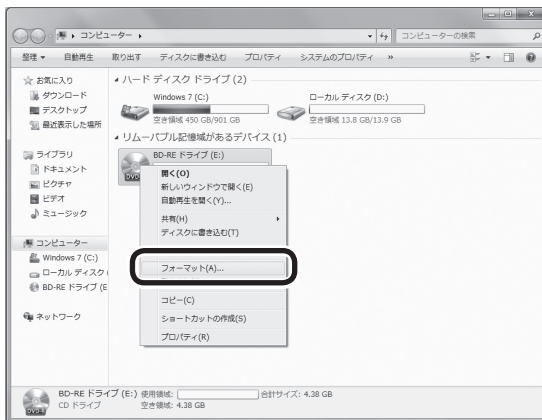 コンピューター
コンピューターの検索
整理 自動再生 取り出す ディスクに書き込む プロパティ システムのプロパティ »
お気に入り
ダウンロード
デスクトップ
最近表示した場所
ライブラリ
ドキュメント
ピクチャ
ビデオ
ミュージック
コンピューター
Windows 7 (C:)
ローカル ディスク (
BD-RE ドライブ (E
ネットワーク
ハード ディスク ドライブ (2)
Windows 7 (C:)
空き領域 450 GB/901 GB
ローカル ディスク (D:)
空き領域 13.8 GB/13.9 GB
リムーバブル記憶域があるデバイス (1)
BD-RE ドライブ (E:)
DVD
開く(O)
新しいウィンドウで開く(E)
自動再生を開く(Y)...
共有(H)
ディスクに書き込む(T)
フォーマット(A)...
コピー(C)
ショートカットの作成(S)
プロパティ(R)
BD-RE ドライブ (E:) 使用領域: 合計サイズ: 4.38 GB
CD ドライブ 空き領域: 4.38 GB
DVD-R